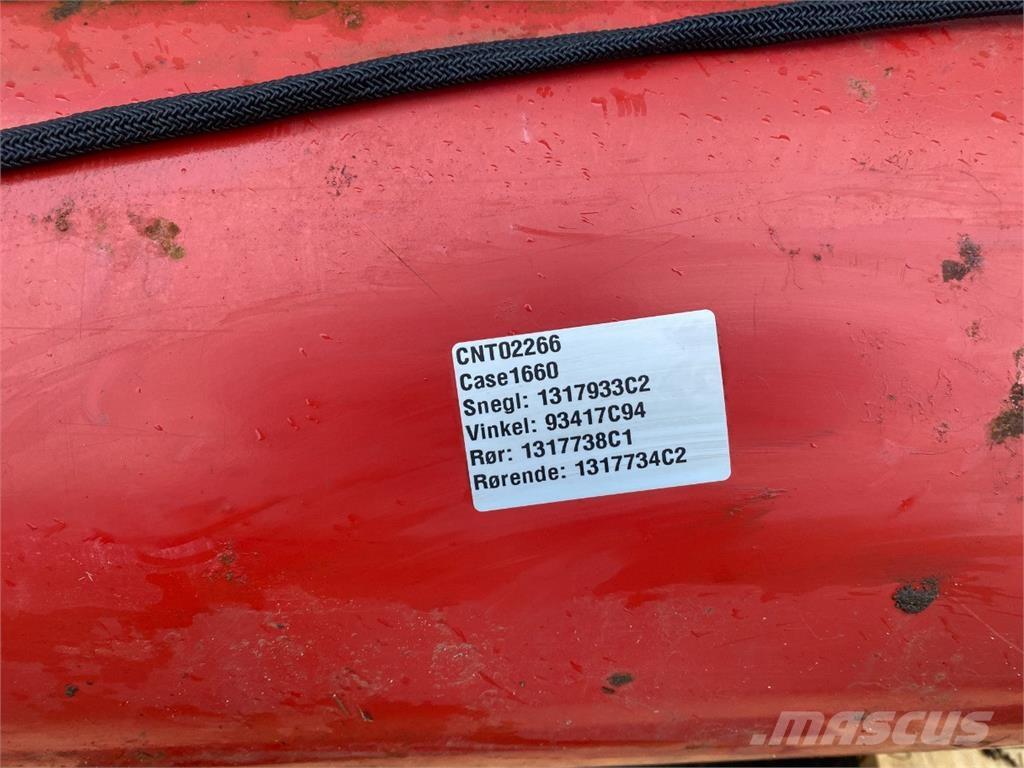 CNT02266
Case1660
Snegl: 1317933C2
Vinkel: 93417C94
Rør: 1317738C1
Rørende: 1317734C2
MASCUS